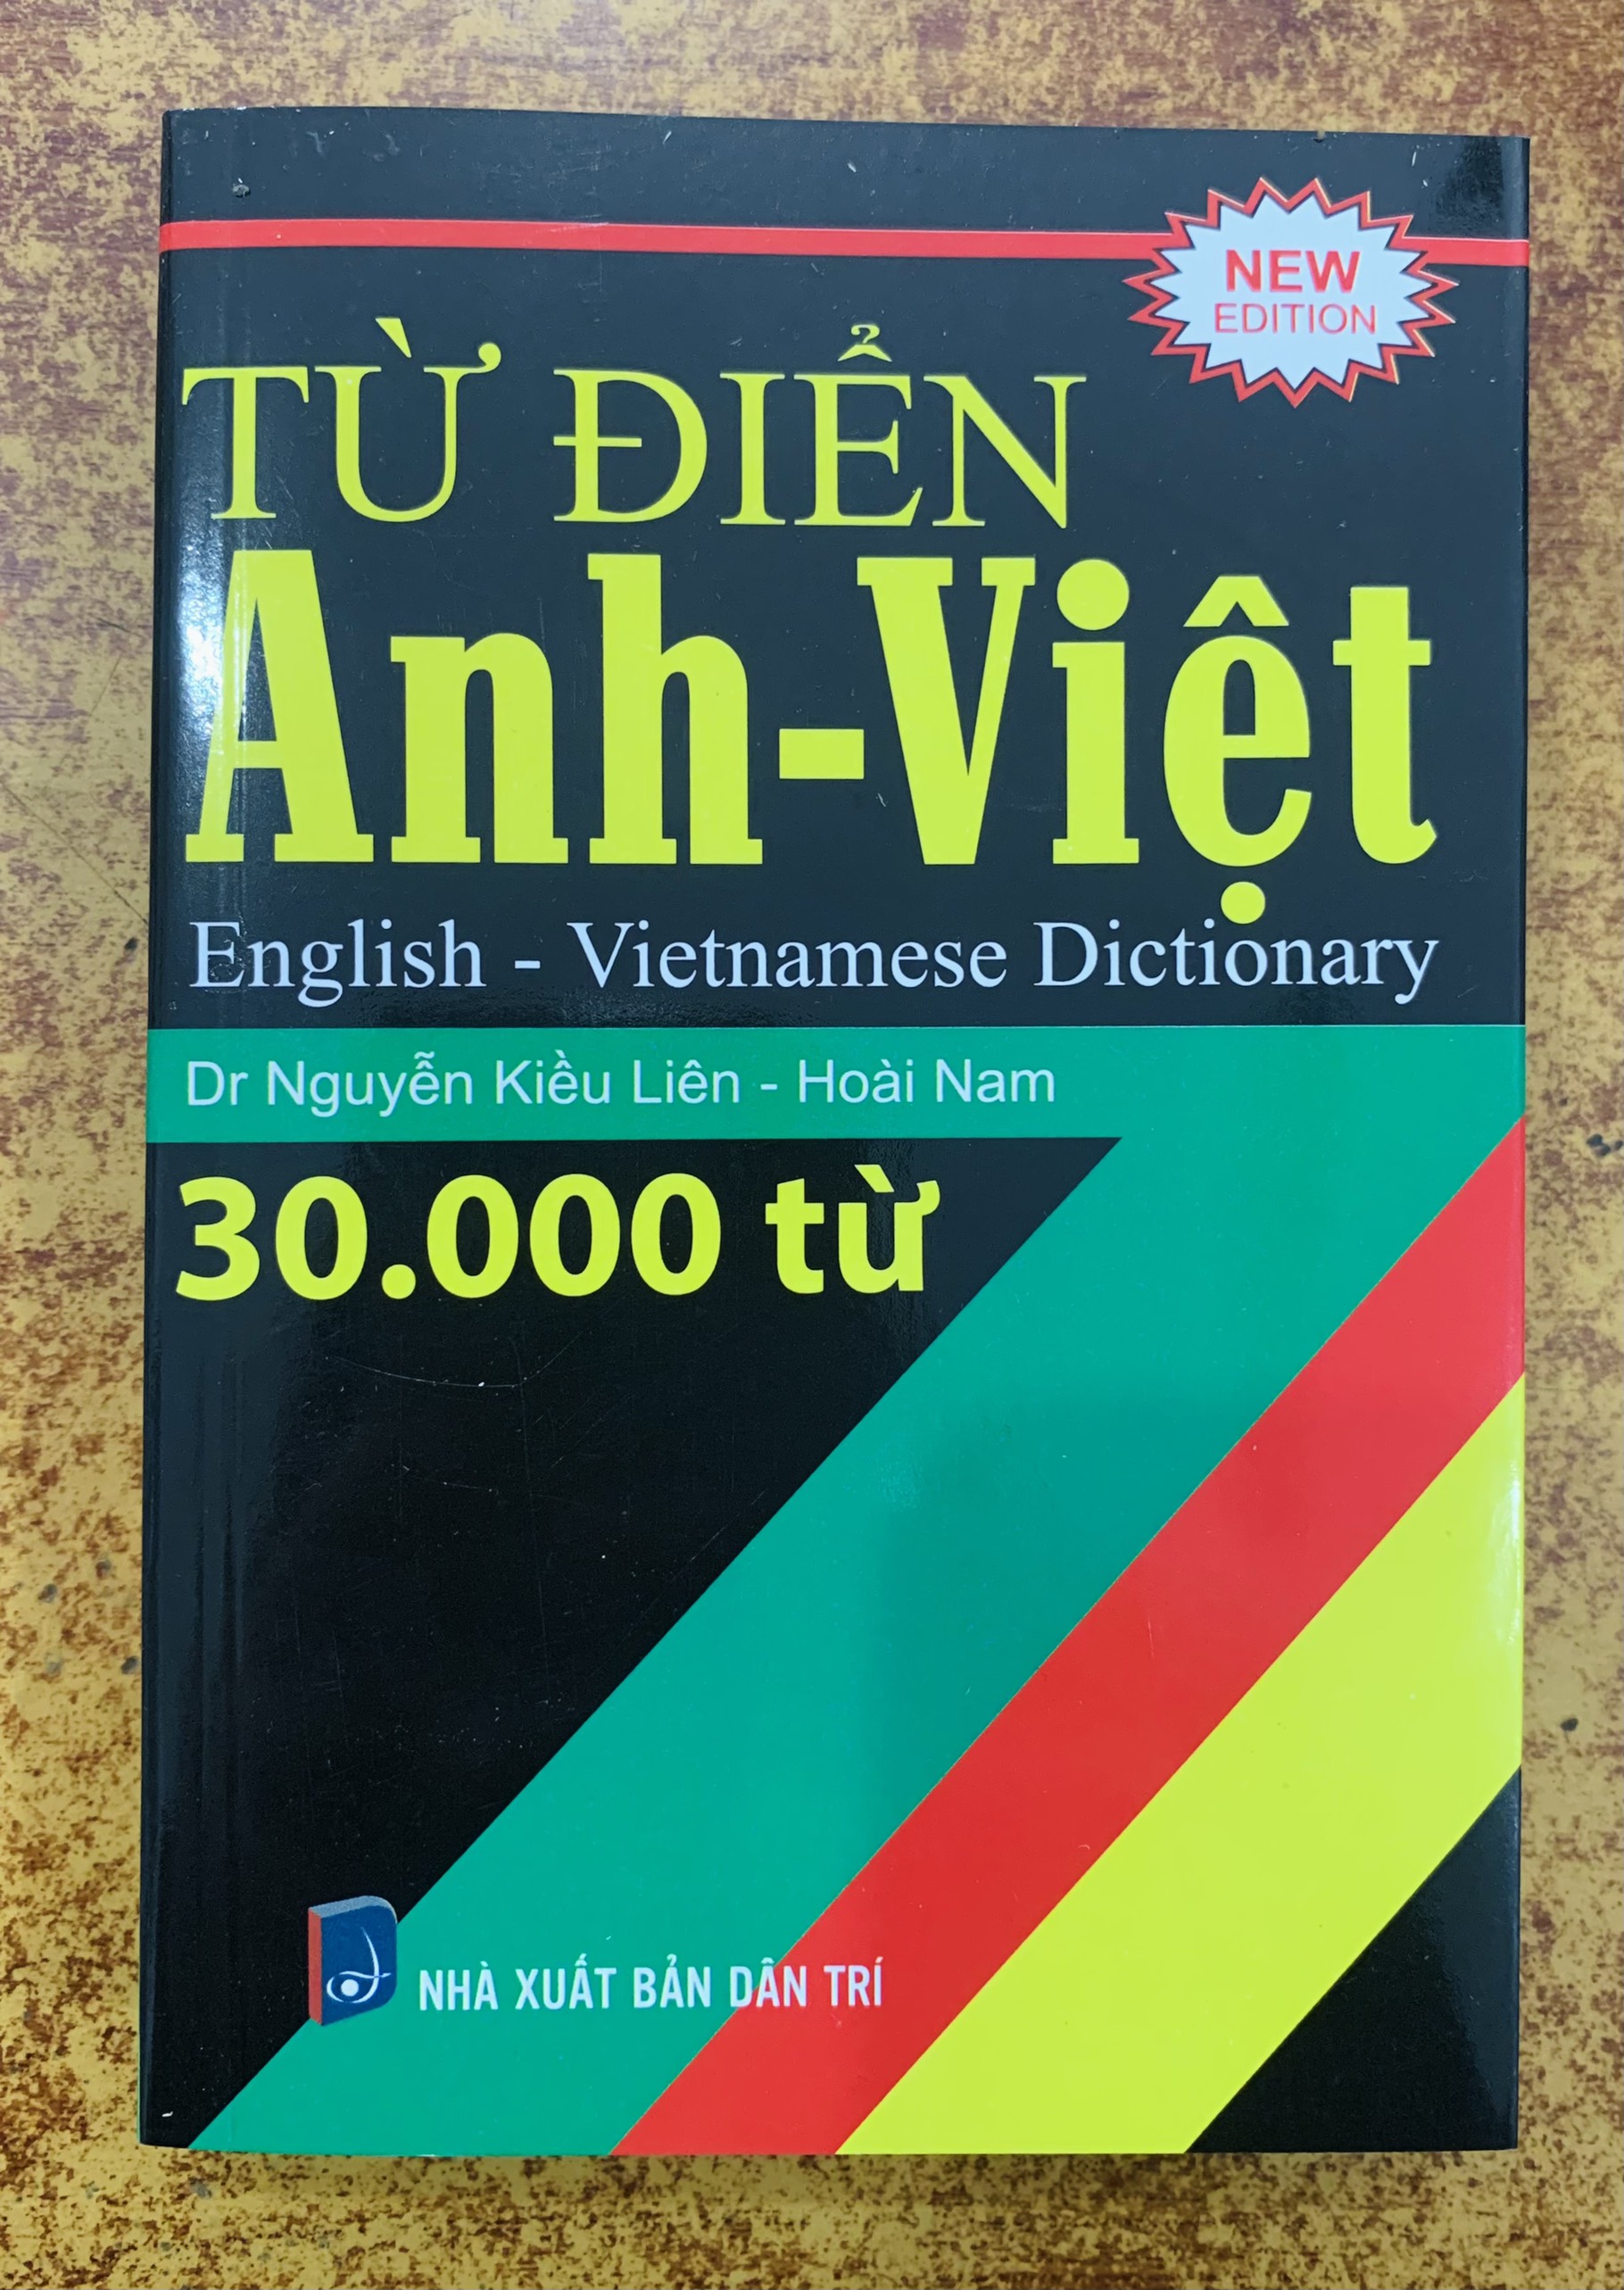 NEW
EDITION
TỪ ĐIỂN
Anh-Việt
English - Vietnamese Dictionary
Dr Nguyễn Kiều Liên - Hoài Nam
30.000 từ
NHÀ XUẤT BẢN DÂN TRÍ